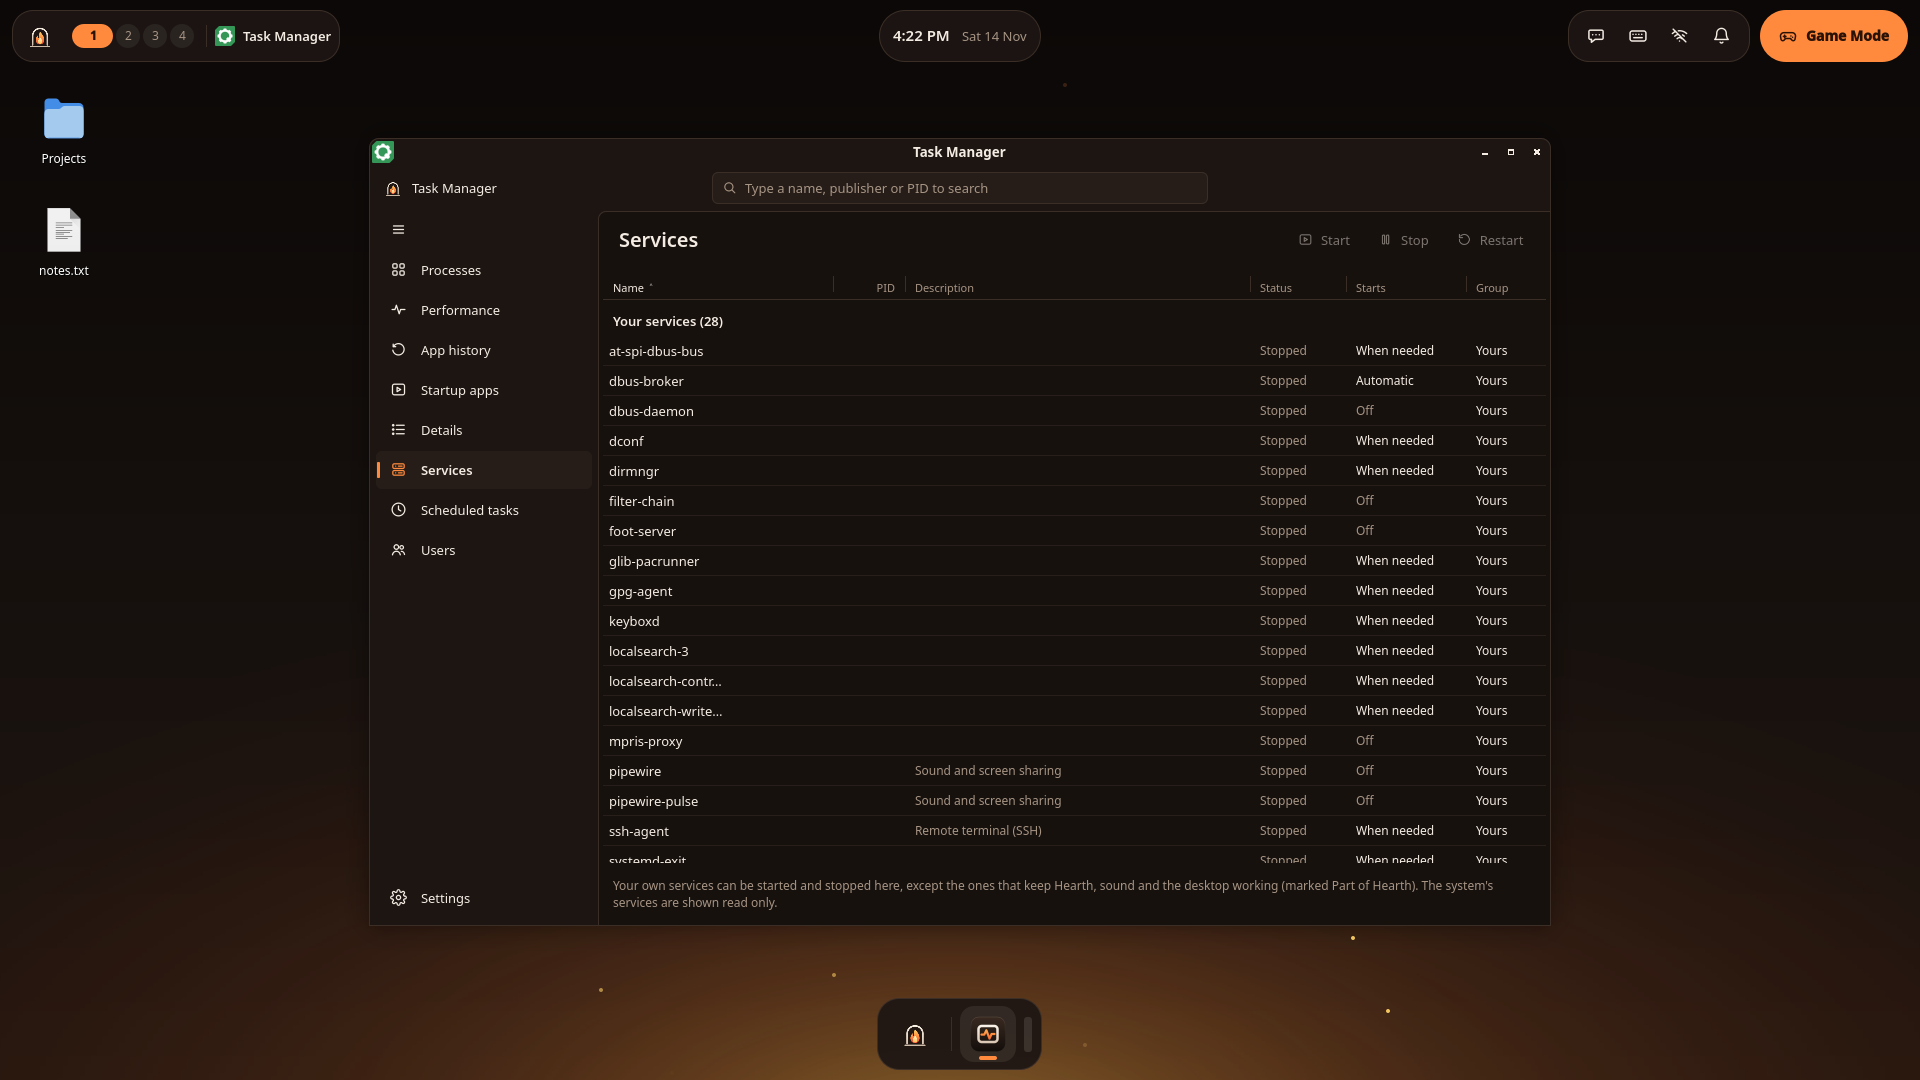 1 2 3 4 Task Manager
4:22 PM Sat 14 Nov
Game Mode
Projects
notes.txt
Task Manager
Task Manager
Type a name, publisher or PID to search
Processes
Performance
App history
Startup apps
Details
Services
Scheduled tasks
Users
Settings
Services
Start Stop Restart
Name PID Description Status Starts Group
Your services (28)
at-spi-dbus-bus Stopped When needed Yours
dbus-broker Stopped Automatic Yours
dbus-daemon Stopped Off Yours
dconf Stopped When needed Yours
dirmngr Stopped When needed Yours
filter-chain Stopped Off Yours
foot-server Stopped Off Yours
glib-pacrunner Stopped When needed Yours
gpg-agent Stopped When needed Yours
keyboxd Stopped When needed Yours
localsearch-3 Stopped When needed Yours
localsearch-contr... Stopped When needed Yours
localsearch-write... Stopped When needed Yours
mpris-proxy Stopped Off Yours
pipewire Sound and screen sharing Stopped Off Yours
pipewire-pulse Sound and screen sharing Stopped Off Yours
ssh-agent Remote terminal (SSH) Stopped When needed Yours
systemd-exit Stopped When needed Yours
Your own services can be started and stopped here, except the ones that keep Hearth, sound and the desktop working (marked Part of Hearth). The system's
services are shown read only.